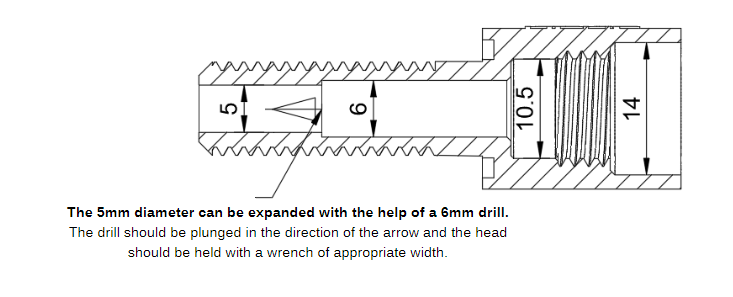 5
6
10.5
14
The 5mm diameter can be expanded with the help of a 6mm drill.
The drill should be plunged in the direction of the arrow and the head
should be held with a wrench of appropriate width.